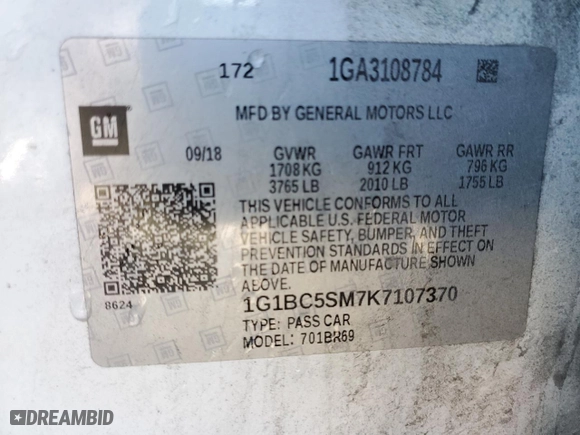 172 1GA3108784
GM
MFD BY GENERAL MOTORS LLC
09/18 GVWR GAWR FRT GAWR RR
1708 KG 912 KG 796 KG
3765 LB 2010 LB 1755 LB
THIS VEHICLE CONFORMS TO ALL
APPLICABLE U.S. FEDERAL MOTOR
VEHICLE SAFETY, BUMPER, AND THEFT
PREVENTION STANDARDS IN EFFECT ON
THE DATE OF MANUFACTURE SHOWN
ABOVE.
8624
1G1BC5SM7K7107370
TYPE: PASS CAR
MODEL: 701BR69
DREAMBID